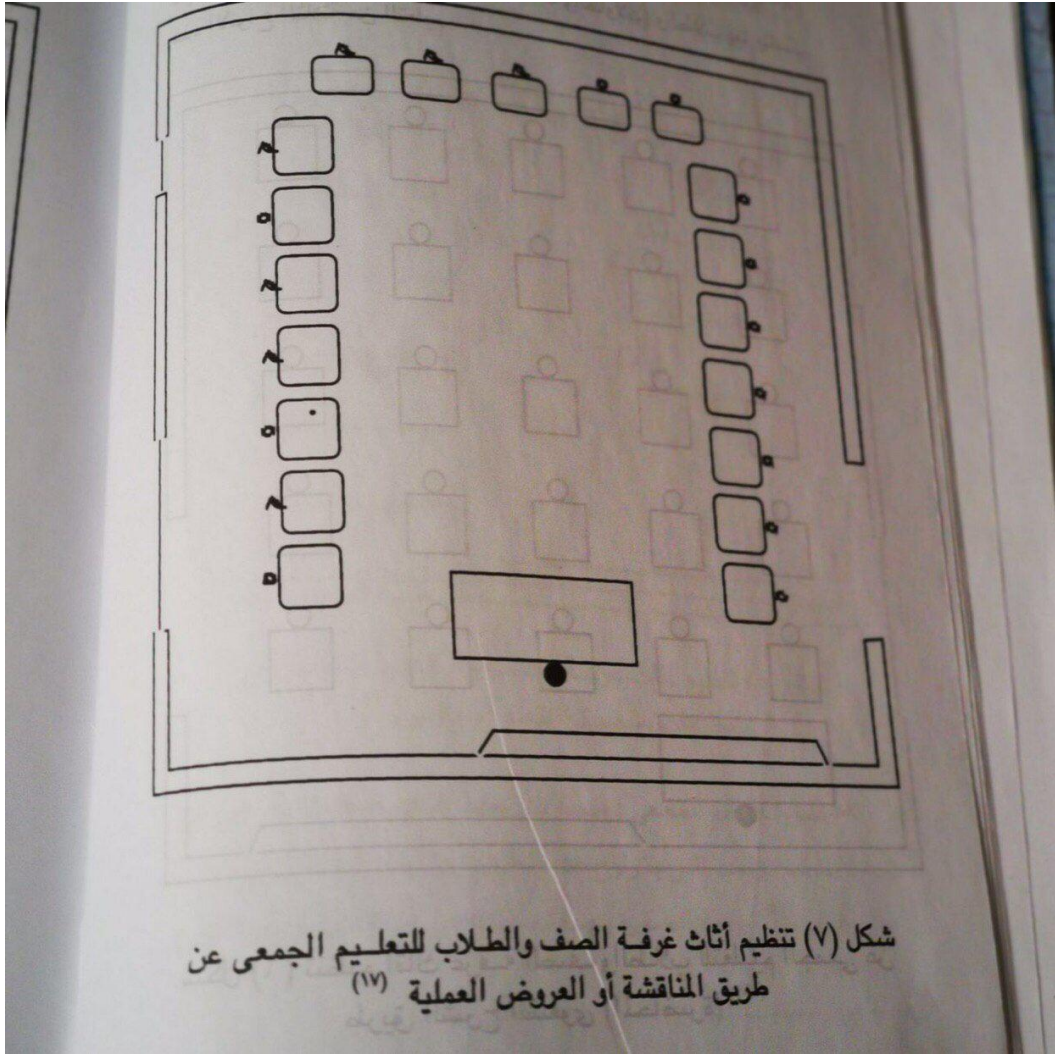 شكل (٧) تنظيم أثاث غرفة الصف والطلاب للتعليم الجمعى عن
طريق المناقشة أو العروض العملية (١٧)